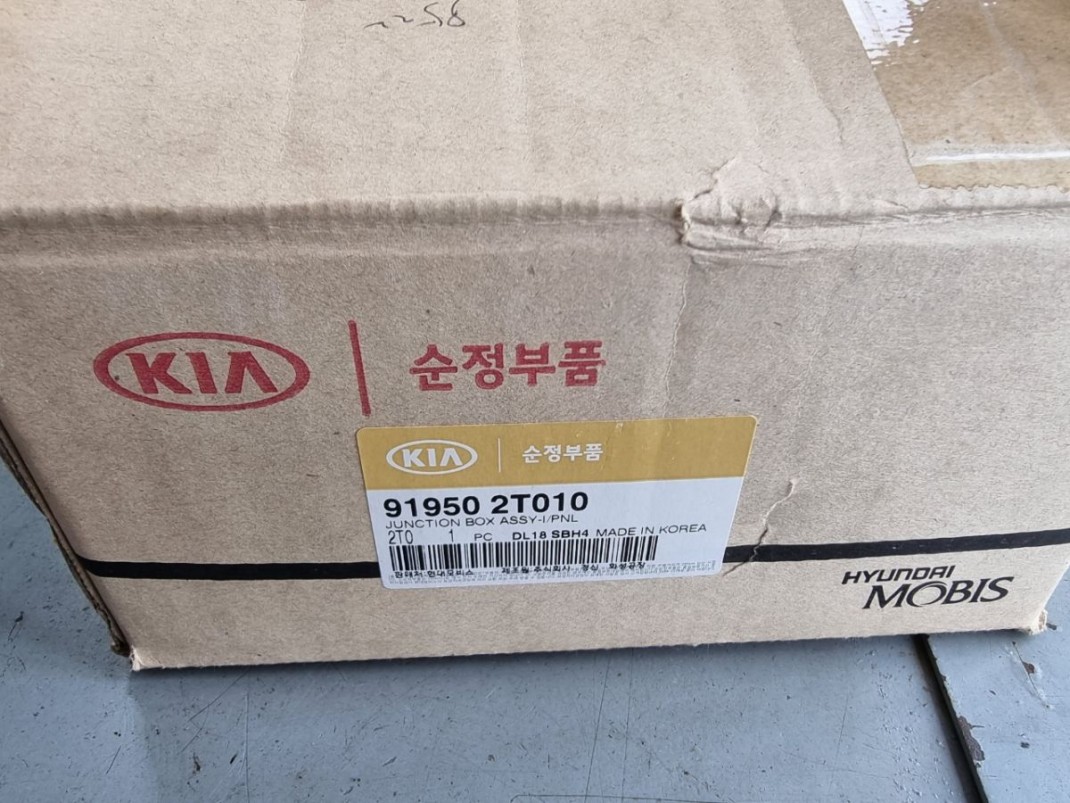 KIA 순정부품
KIA 순정부품
91950 2T010
JUNCTION BOX ASSY-I/PNL
2T0 1 PC DL18 SBH4 MADE IN KOREA
HYUNDAI
MOBIS